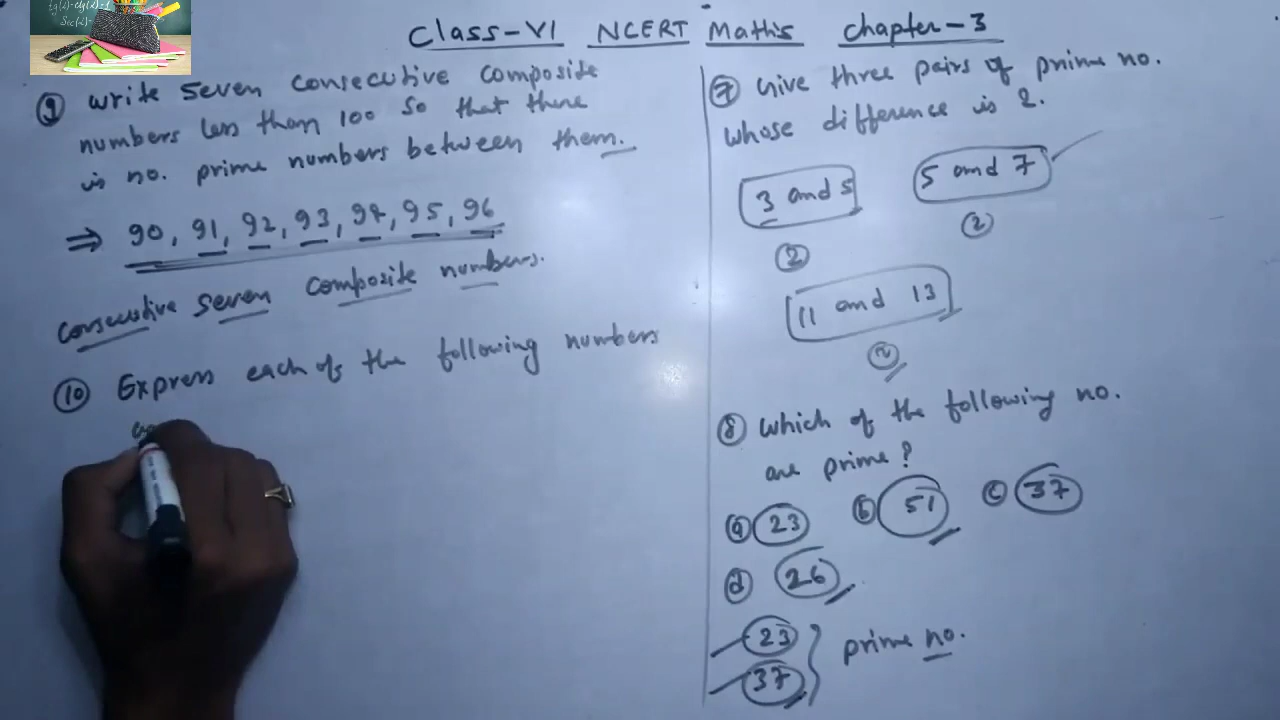 Class-VI NCERT Maths chapter-3
⑨ Write seven consecutive composite
numbers less than 100 so that there
is no. prime numbers between them.
⇒ 90, 91, 92, 93, 94, 95, 96
Consecutive seven composite numbers.
⑩ Express each of the following numbers
⑦ Give three pairs of prime no.
whose difference is 2.
3 and 5
5 and 7
②
②
11 and 13
②
⑧ Which of the following no.
are prime?
ⓐ 23 ⓑ 51 ⓒ 37
ⓓ 26
23
37
} prime no.